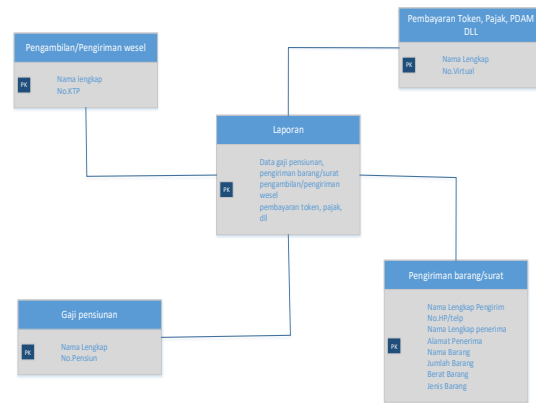 Pengambilan/Pengiriman wesel
PK
Nama lengkap
No.KTP
Pembayaran Token, Pajak, PDAM
DLL
PK
Nama Lengkap
No.Virtual
Laporan
PK
Data gaji pensiunan,
pengiriman barang/surat
pengambilan/pengiriman
wesel
pembayaran token, pajak,
dll
Gaji pensiunan
PK
Nama Lengkap
No.Pensiun
Pengiriman barang/surat
PK
Nama Lengkap Pengirim
No.HP/telp
Nama Lengkap penerima
Alamat Penerima
Nama Barang
Jumlah Barang
Berat Barang
Jenis Barang